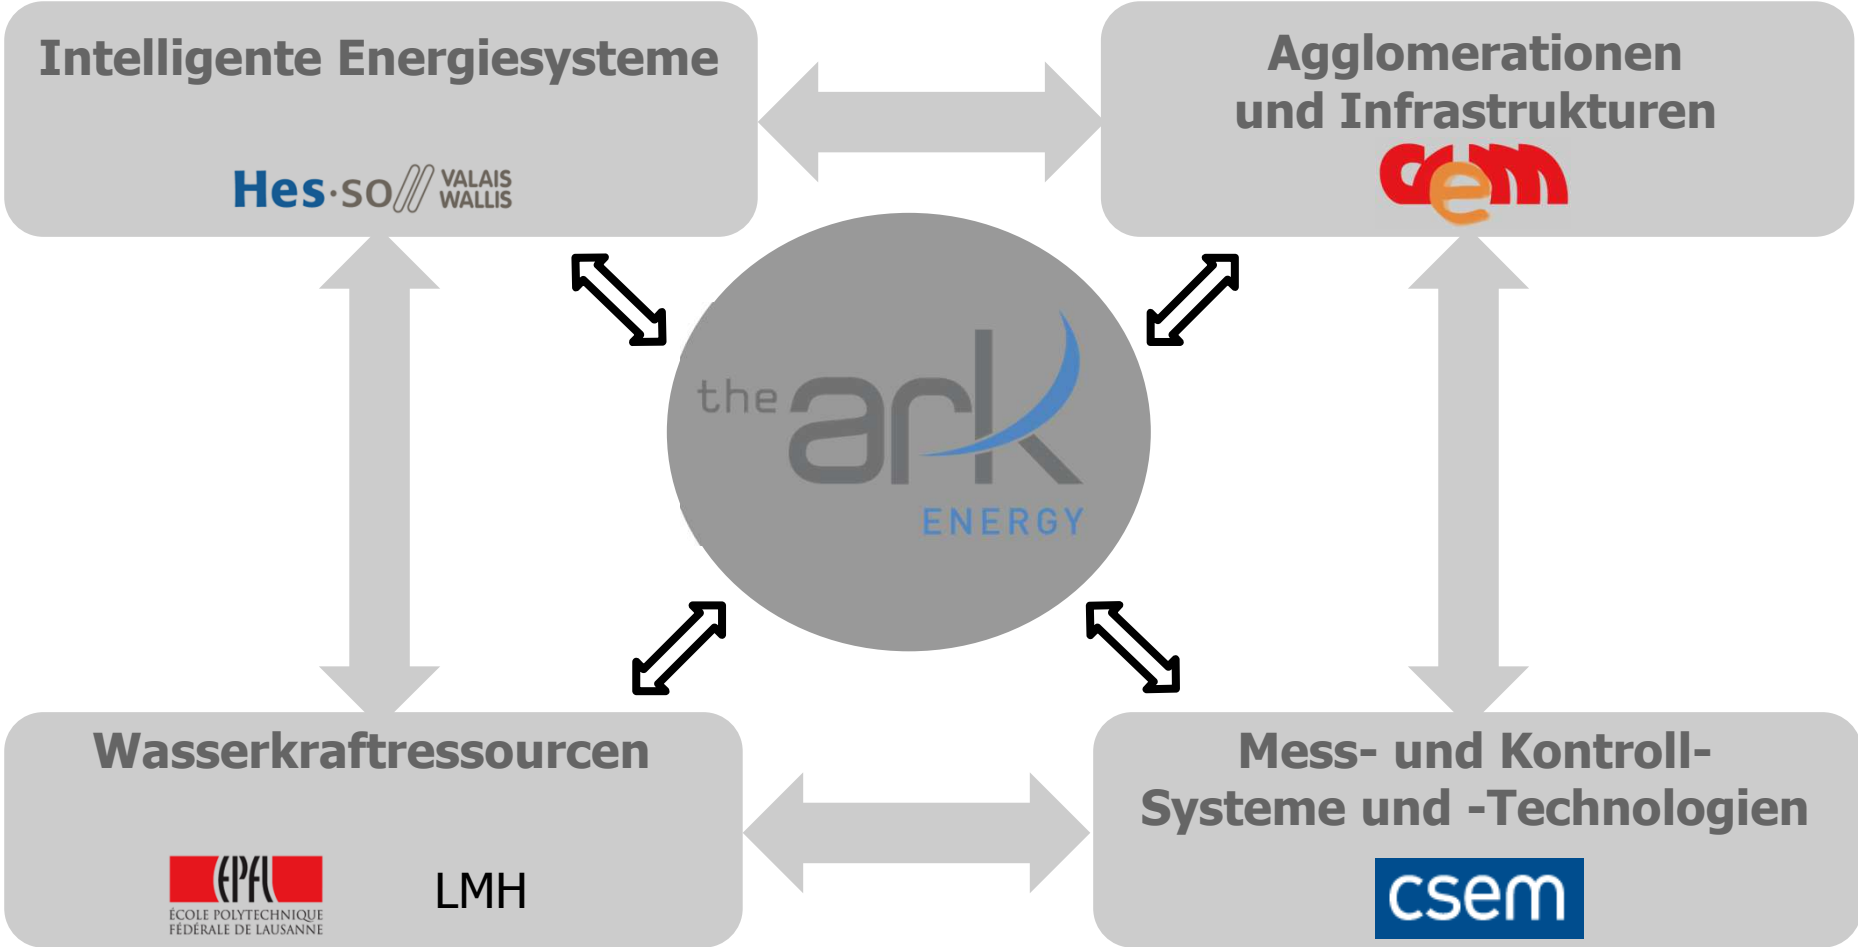 Intelligente Energiesysteme
Hes·so VALAIS
WALLIS
Agglomerationen
und Infrastrukturen
crem
the ark
ENERGY
Wasserkraftressourcen
EPFL
ÉCOLE POLYTECHNIQUE
FÉDÉRALE DE LAUSANNE
LMH
Mess- und Kontroll-
Systeme und -Technologien
csem